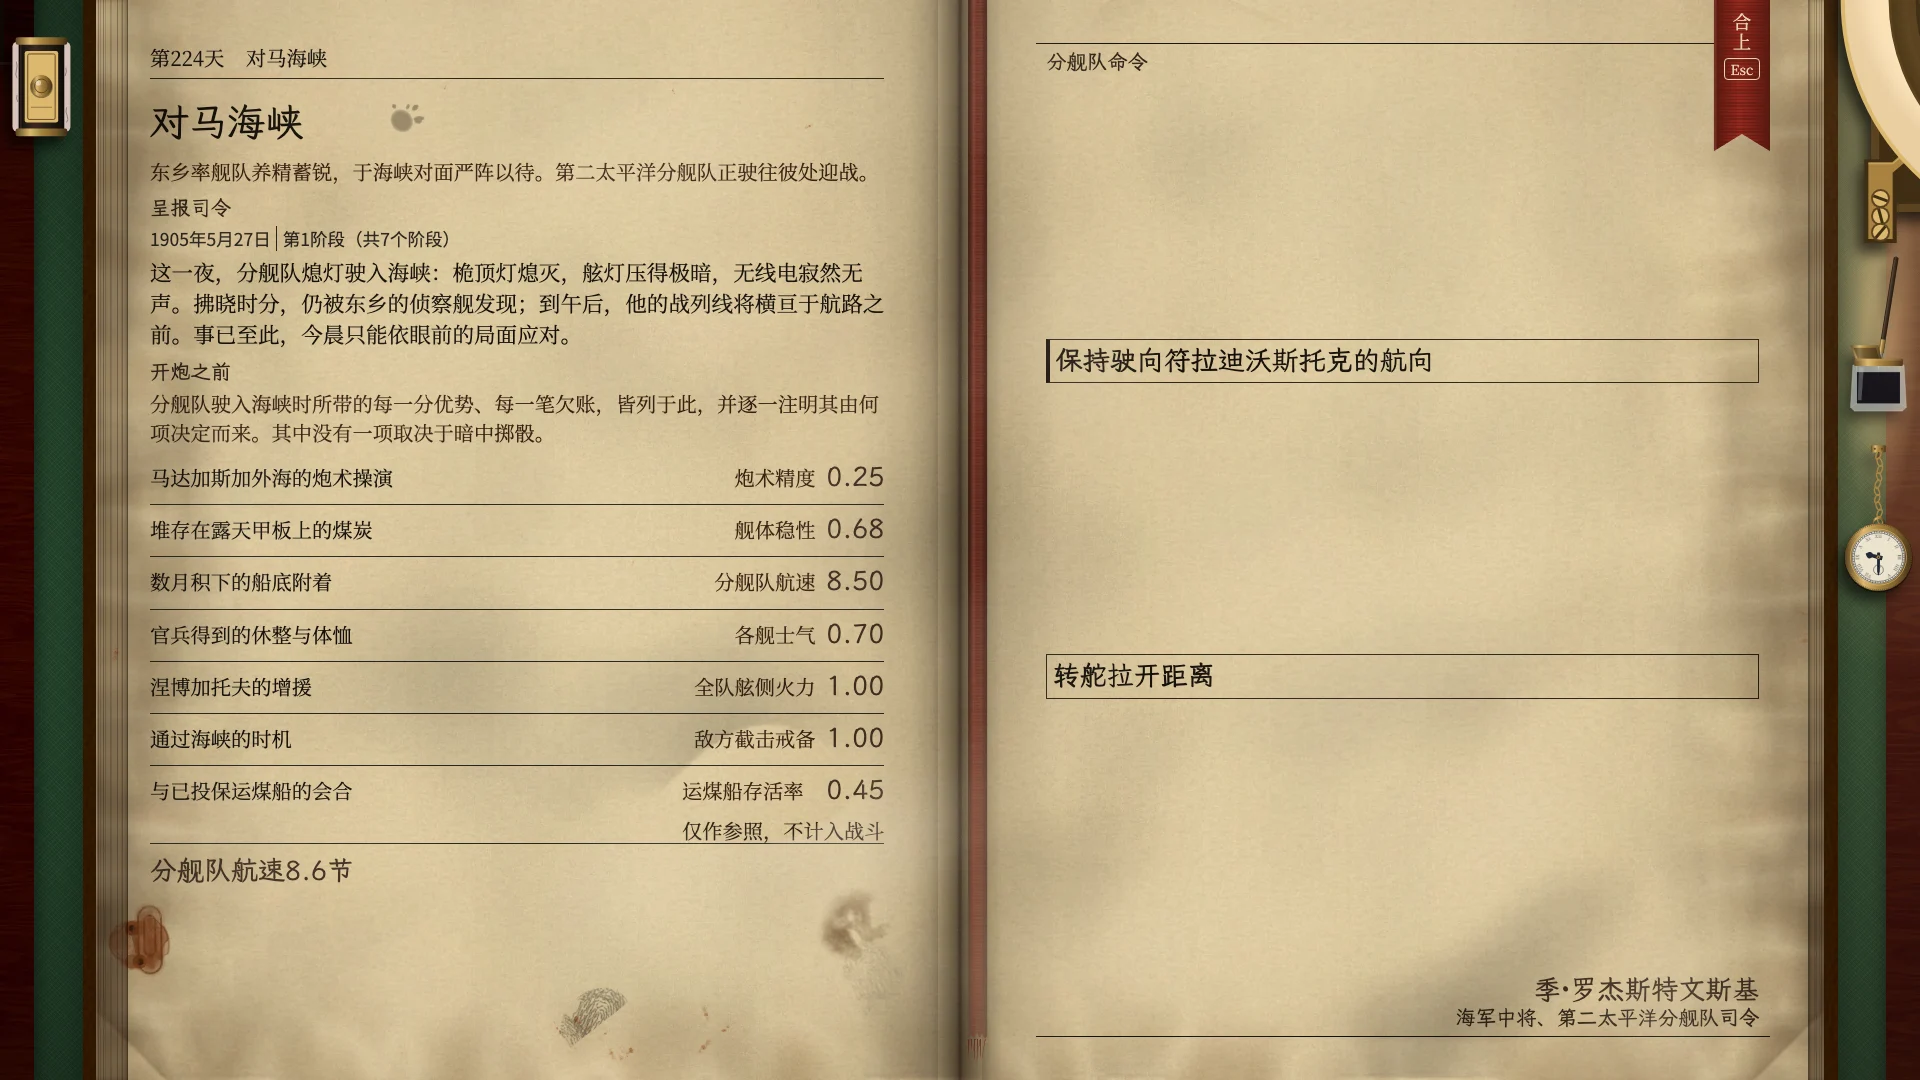 第224天 对马海峡
对马海峡
东乡率舰队养精蓄锐，于海峡对面严阵以待。第二太平洋分舰队正驶往彼处迎战。
呈报司令
1905年5月27日 | 第1阶段（共7个阶段）
这一夜，分舰队熄灯驶入海峡：桅顶灯熄灭，舷灯压得极暗，无线电寂然无
声。拂晓时分，仍被东乡的侦察舰发现；到午后，他的战列线将横亘于航路之
前。事已至此，今晨只能依眼前的局面应对。
开炮之前
分舰队驶入海峡时所带的每一分优势、每一笔欠账，皆列于此，并逐一注明其由何
项决定而来。其中没有一项取决于暗中掷骰。
马达加斯加外海的炮术操演 炮术精度 0.25
堆存在露天甲板上的煤炭 舰体稳性 0.68
数月积下的船底附着 分舰队航速 8.50
官兵得到的休整与体恤 各舰士气 0.70
涅博加托夫的增援 全队舷侧火力 1.00
通过海峡的时机 敌方截击戒备 1.00
与已投保运煤船的会合 运煤船存活率 0.45
仅作参照，不计入战斗
分舰队航速8.6节
分舰队命令
保持驶向符拉迪沃斯托克的航向
转舵拉开距离
季·罗杰斯特文斯基
海军中将、第二太平洋分舰队司令
合上
Esc